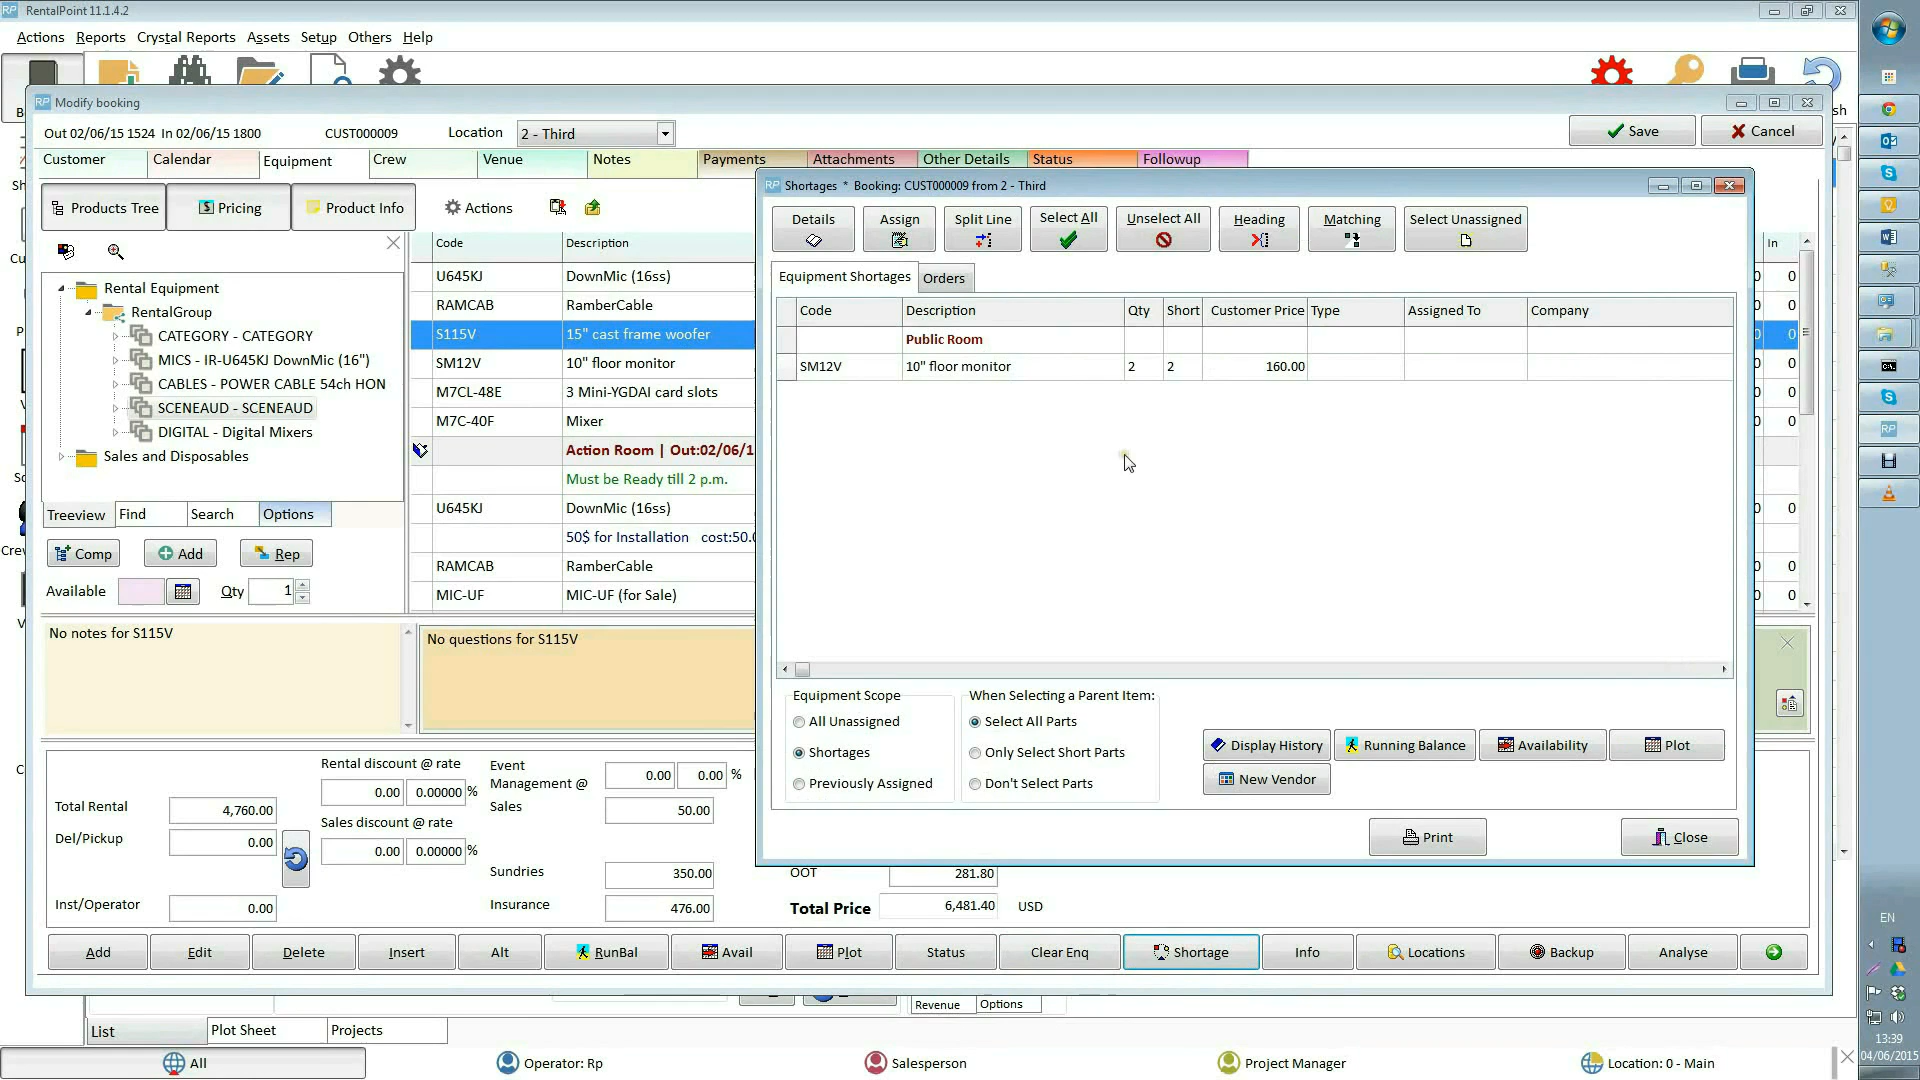 RentalPoint 11.1.4.2
Actions Reports Crystal Reports Assets Setup Others Help
Modify booking
Out 02/06/15 1524 In 02/06/15 1800 CUST000009 Location 2 - Third
Save Cancel
Customer Calendar Equipment Crew Venue Notes Payments Attachments Other Details Status Followup
Products Tree Pricing Product Info Actions
Code Description In
Rental Equipment
RentalGroup
CATEGORY - CATEGORY
MICS - IR-U645KJ DownMic (16")
CABLES - POWER CABLE 54ch HON
SCENEAUD - SCENEAUD
DIGITAL - Digital Mixers
Sales and Disposables
Treeview Find Search Options
Comp Add Rep
Available Qty 1
U645KJ DownMic (16ss)
RAMCAB RamberCable
S115V 15" cast frame woofer
SM12V 10" floor monitor
M7CL-48E 3 Mini-YGDAI card slots
M7C-40F Mixer
Action Room | Out:02/06/1
Must be Ready till 2 p.m.
U645KJ DownMic (16ss)
50$ for Installation cost:50.0
RAMCAB RamberCable
MIC-UF MIC-UF (for Sale)
No notes for S115V
No questions for S115V
Shortages * Booking: CUST000009 from 2 - Third
Details Assign Split Line Select All Unselect All Heading Matching Select Unassigned
Equipment Shortages Orders
Code Description Qty Short Customer Price Type Assigned To Company
Public Room
SM12V 10" floor monitor 2 2 160.00
Equipment Scope
All Unassigned
Shortages
Previously Assigned
When Selecting a Parent Item:
Select All Parts
Only Select Short Parts
Don't Select Parts
Display History Running Balance Availability Plot
New Vendor
Print Close
Total Rental 4,760.00
Del/Pickup 0.00
Inst/Operator 0.00
Rental discount @ rate
0.00 0.00000 %
Sales discount @ rate
0.00 0.00000 %
Event Management @ 0.00 0.00 %
Sales 50.00
Sundries 350.00
Insurance 476.00
OOT 281.80
Total Price 6,481.40 USD
Add Edit Delete Insert Alt RunBal Avail Plot Status Clear Enq Shortage Info Locations Backup Analyse
Revenue Options
List Plot Sheet Projects
All Operator: Rp Salesperson Project Manager Location: 0 - Main
EN
13:39
04/06/2015